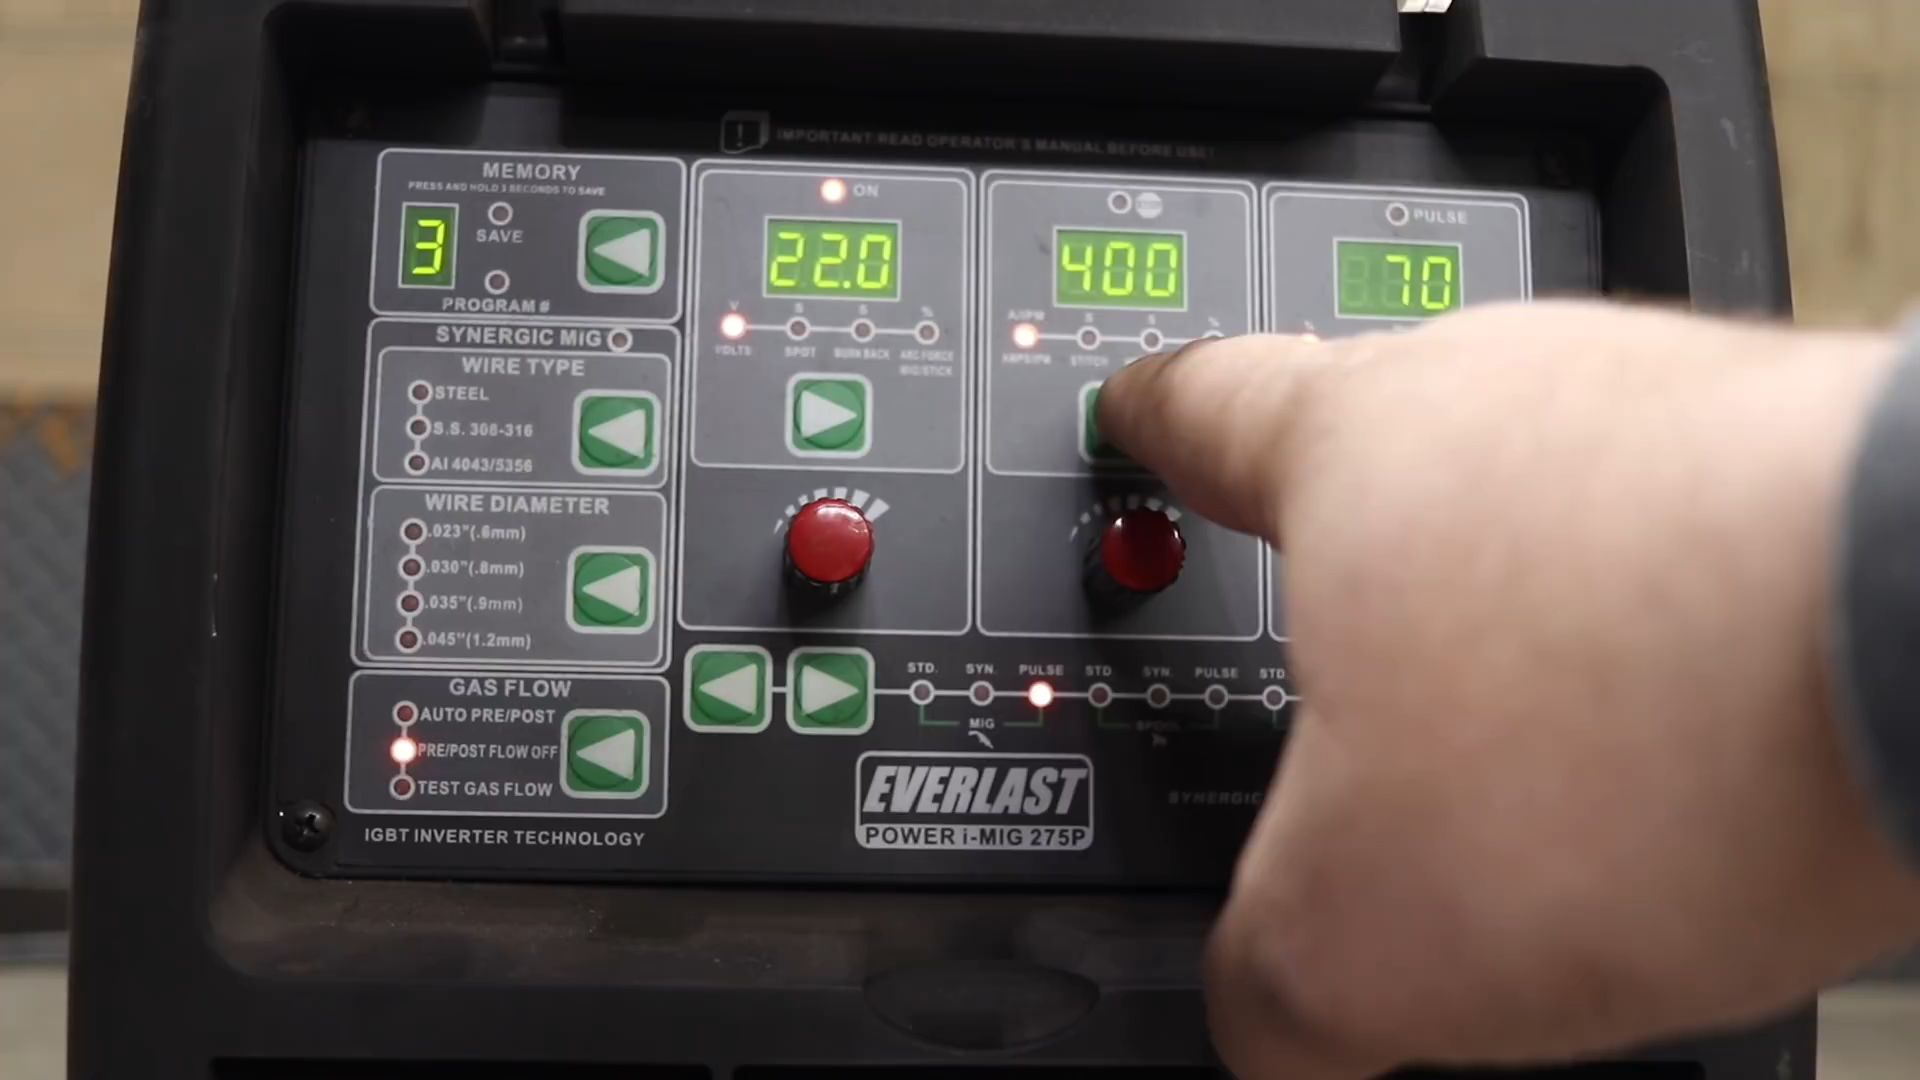 IMPORTANT READ OPERATOR'S MANUAL BEFORE USE!
MEMORY
PRESS AND HOLD 3 SECONDS TO SAVE
3
SAVE
PROGRAM #
SYNERGIC MIG
WIRE TYPE
STEEL
S.S. 308-316
Al 4043/5356
WIRE DIAMETER
.023"(.6mm)
.030"(.8mm)
.035"(.9mm)
.045"(1.2mm)
GAS FLOW
AUTO PRE/POST
PRE/POST FLOW OFF
TEST GAS FLOW
IGBT INVERTER TECHNOLOGY
ON
22.0
V S S %
VOLTS SPOT BURN BACK ARC FORCE
MIG/STICK
400
A/IPM S S %
AMPS/IPM STITCH
PULSE
70
%
STD. SYN. PULSE STD. SYN. PULSE STD.
MIG SPOOL
EVERLAST
POWER i-MIG 275P
SYNERGIC